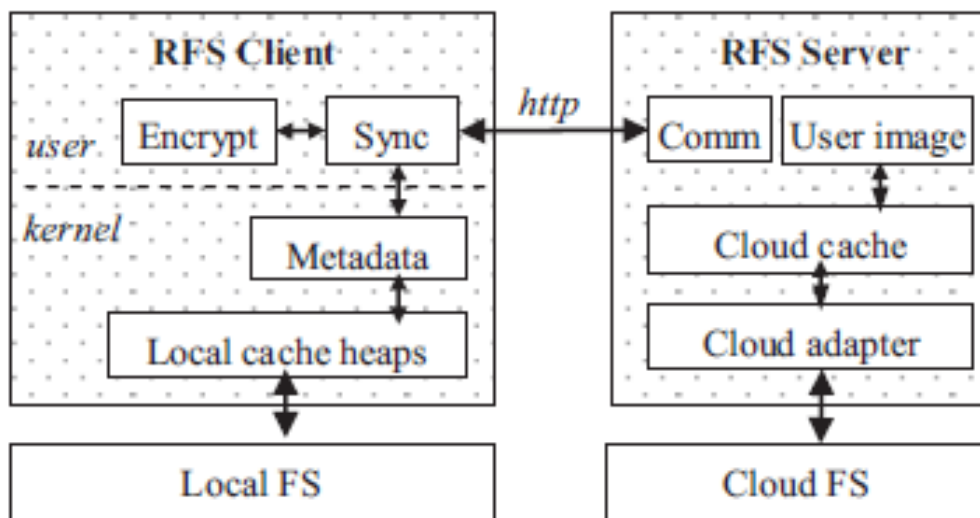 RFS Client
RFS Server
http
Encrypt
Sync
Comm
User image
user
kernel
Metadata
Cloud cache
Local cache heaps
Cloud adapter
Local FS
Cloud FS